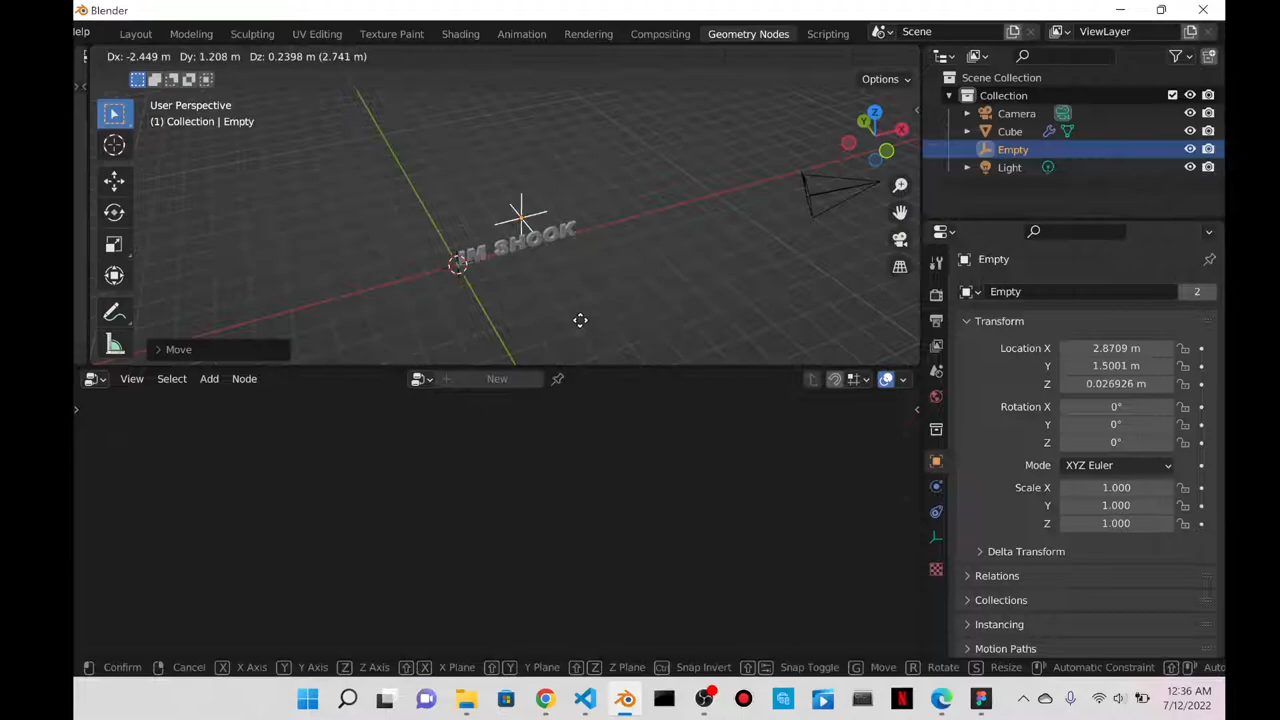 Blender
Help Layout Modeling Sculpting UV Editing Texture Paint Shading Animation Rendering Compositing Geometry Nodes Scripting Scene ViewLayer
Dx: -2.449 m Dy: 1.208 m Dz: 0.2398 m (2.741 m)
Options
User Perspective
(1) Collection | Empty
Z
Y
X
JIM SHOOK
Move
Scene Collection
Collection
Camera
Cube
Empty
Light
Empty
Empty 2
Transform
Location X 2.8709 m
Y 1.5001 m
Z 0.026926 m
Rotation X 0°
Y 0°
Z 0°
Mode XYZ Euler
Scale X 1.000
Y 1.000
Z 1.000
Delta Transform
Relations
Collections
Instancing
Motion Paths
View Select Add Node New
Confirm Cancel X X Axis Y Y Axis Z Z Axis X X Plane Y Y Plane Z Z Plane Ctrl Snap Invert Snap Toggle G Move R Rotate S Resize Automatic Constraint Auto
N
12:36 AM
7/12/2022